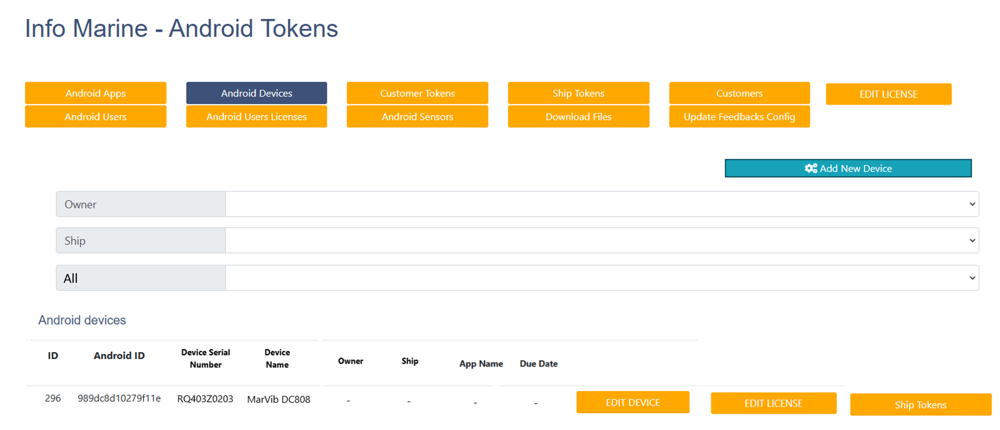 Info Marine - Android Tokens
Android Apps
Android Devices
Customer Tokens
Ship Tokens
Customers
EDIT LICENSE
Android Users
Android Users Licenses
Android Sensors
Download Files
Update Feedbacks Config
Add New Device
Owner
Ship
All
Android devices
ID
Android ID
Device Serial
Number
Device
Name
Owner
Ship
App Name
Due Date
296
989dc8d10279f11e
RQ403Z0203
MarVib DC808
-
-
-
-
EDIT DEVICE
EDIT LICENSE
Ship Tokens